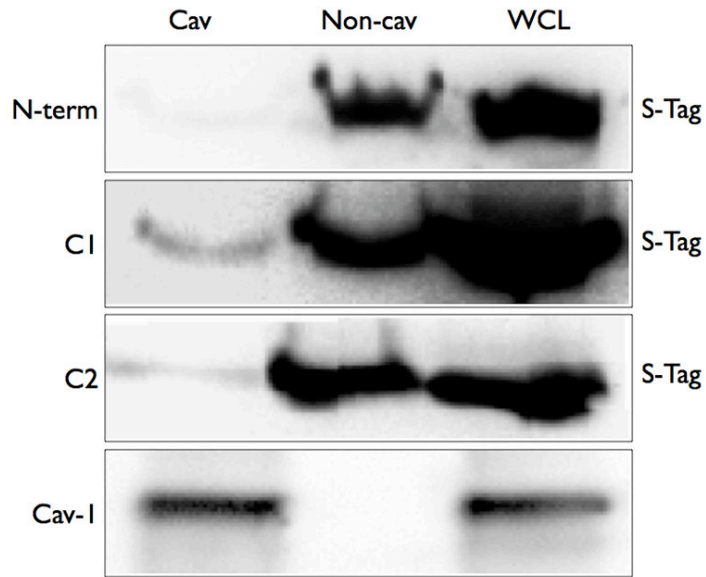 Cav Non-cav WCL
N-term S-Tag
C1 S-Tag
C2 S-Tag
Cav-1